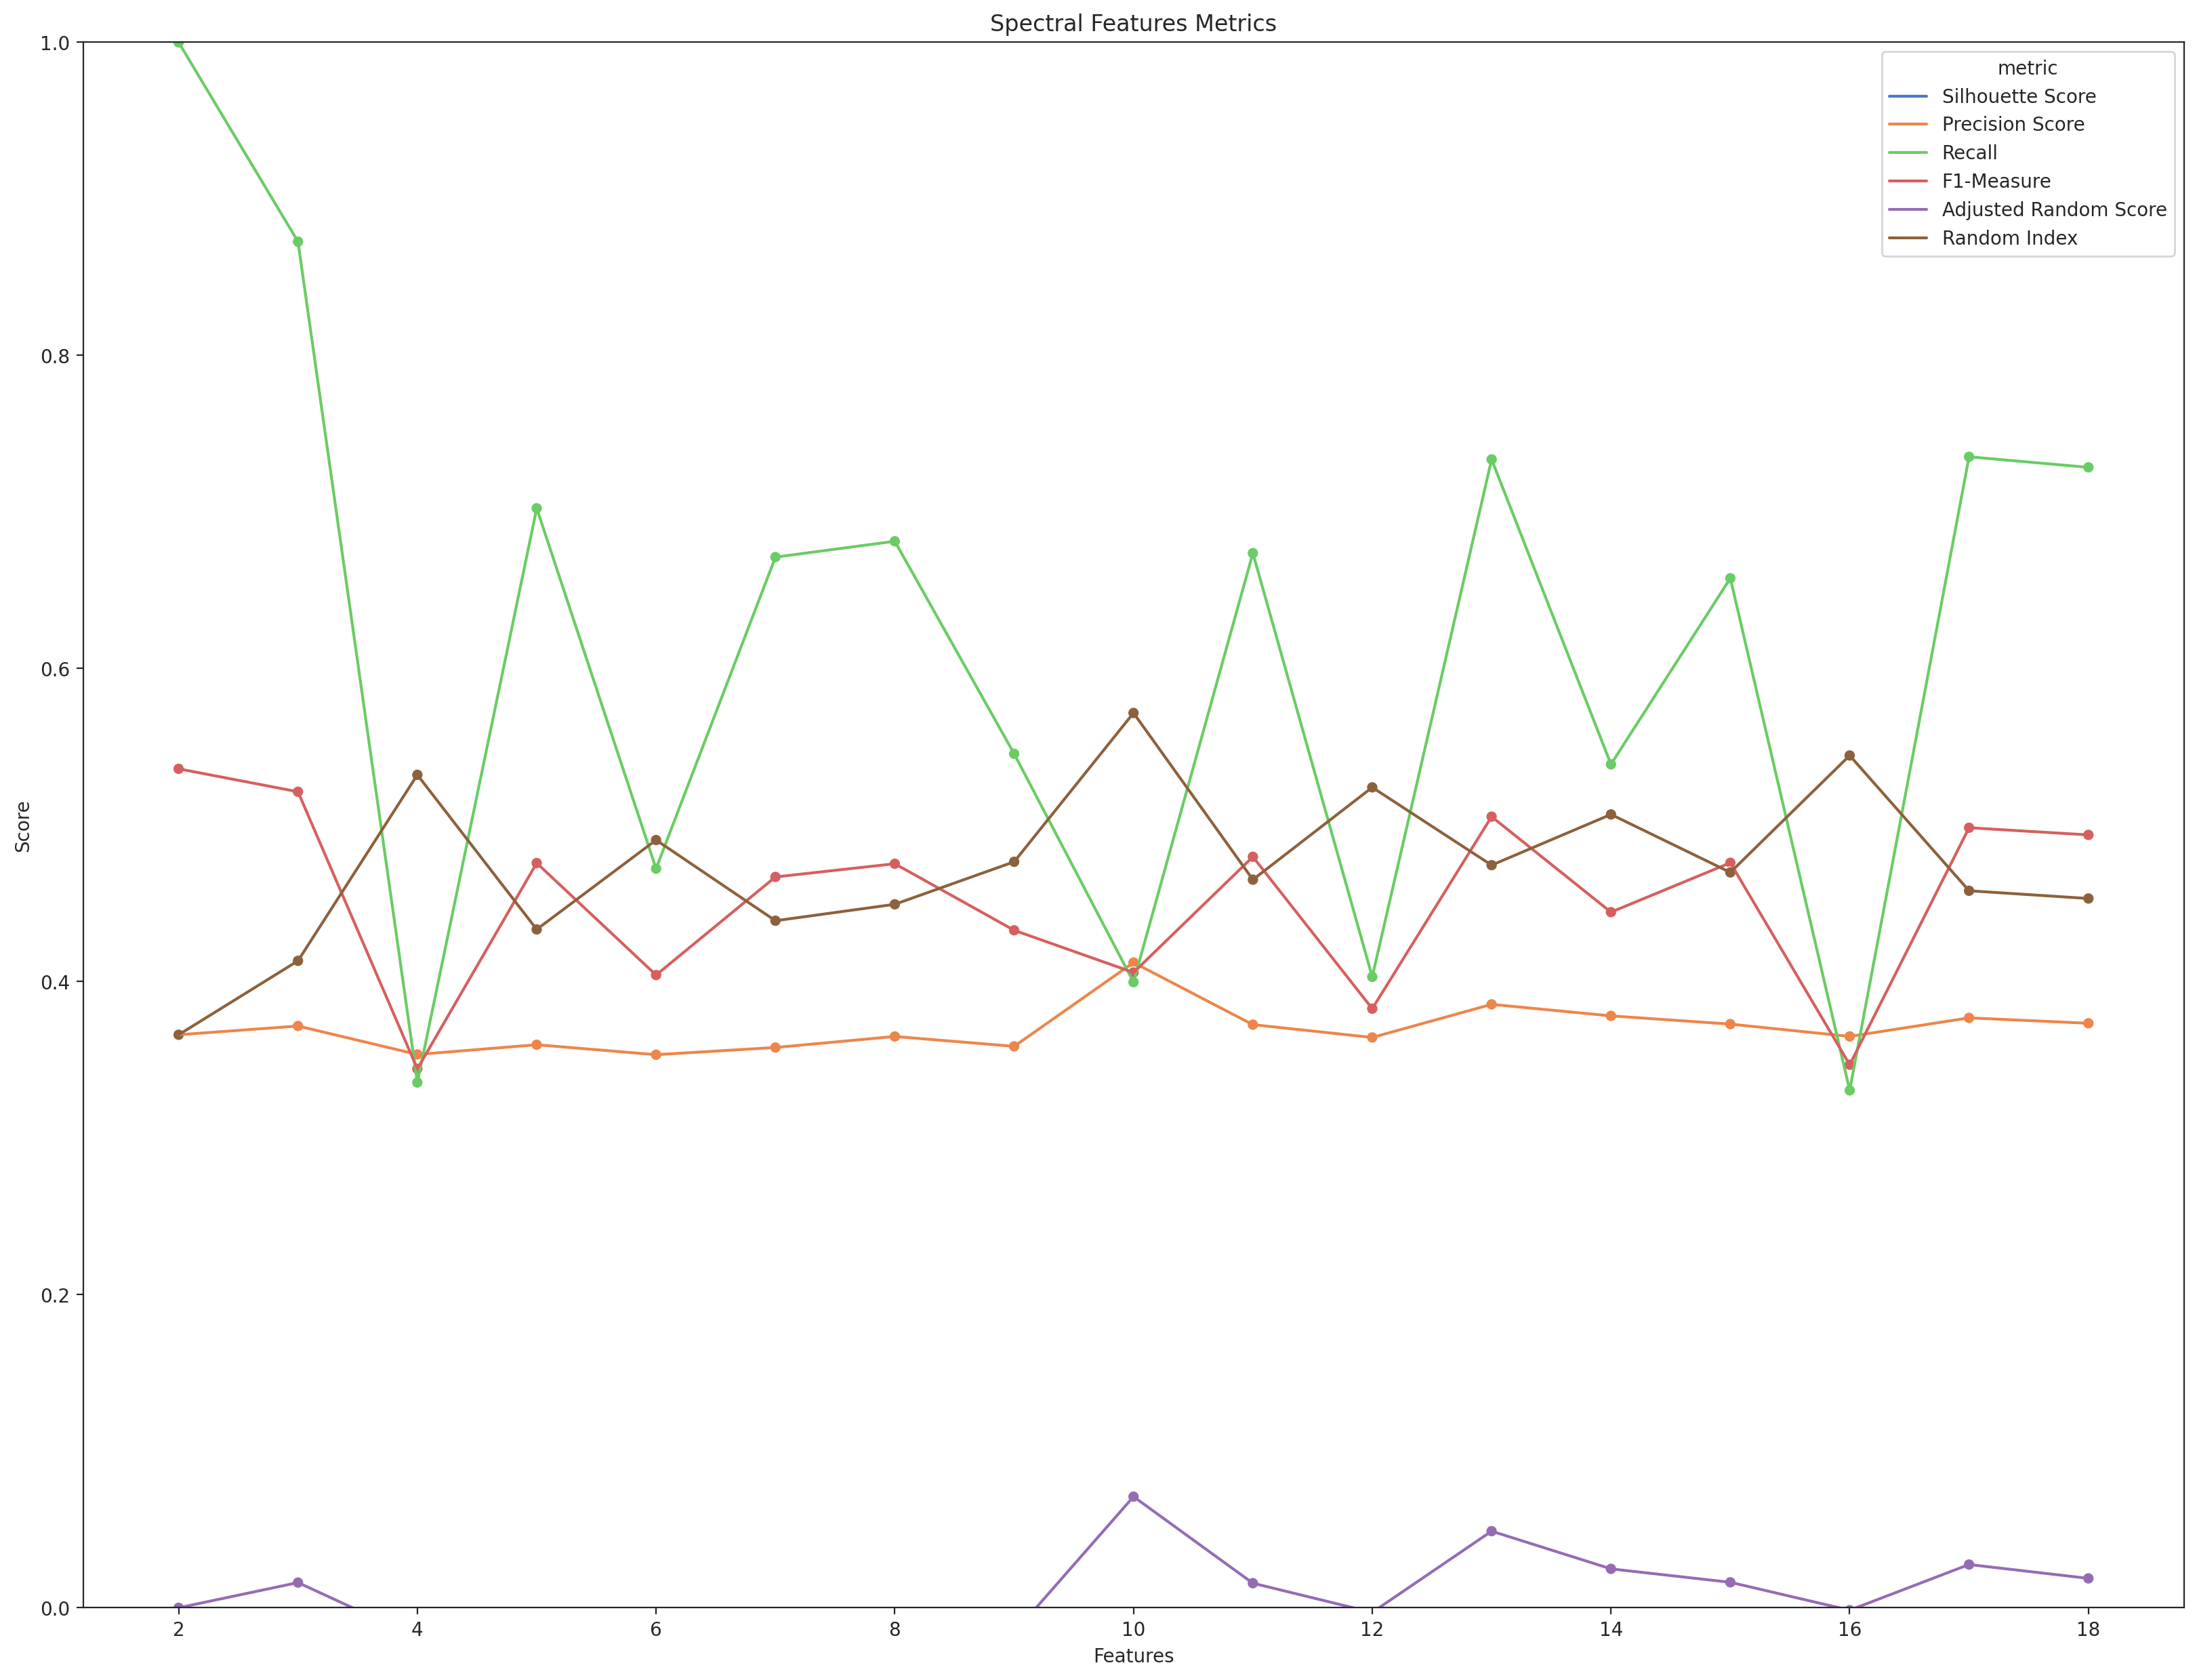 Spectral Features Metrics
metric
Silhouette Score
Precision Score
Recall
F1-Measure
Adjusted Random Score
Random Index
Score
1.0
0.8
0.6
0.4
0.2
0.0
2 4 6 8 10 12 14 16 18
Features